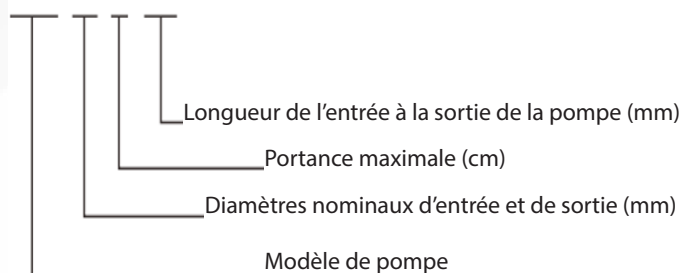 Longueur de l’entrée à la sortie de la pompe (mm)
Portance maximale (cm)
Diamètres nominaux d’entrée et de sortie (mm)
Modèle de pompe